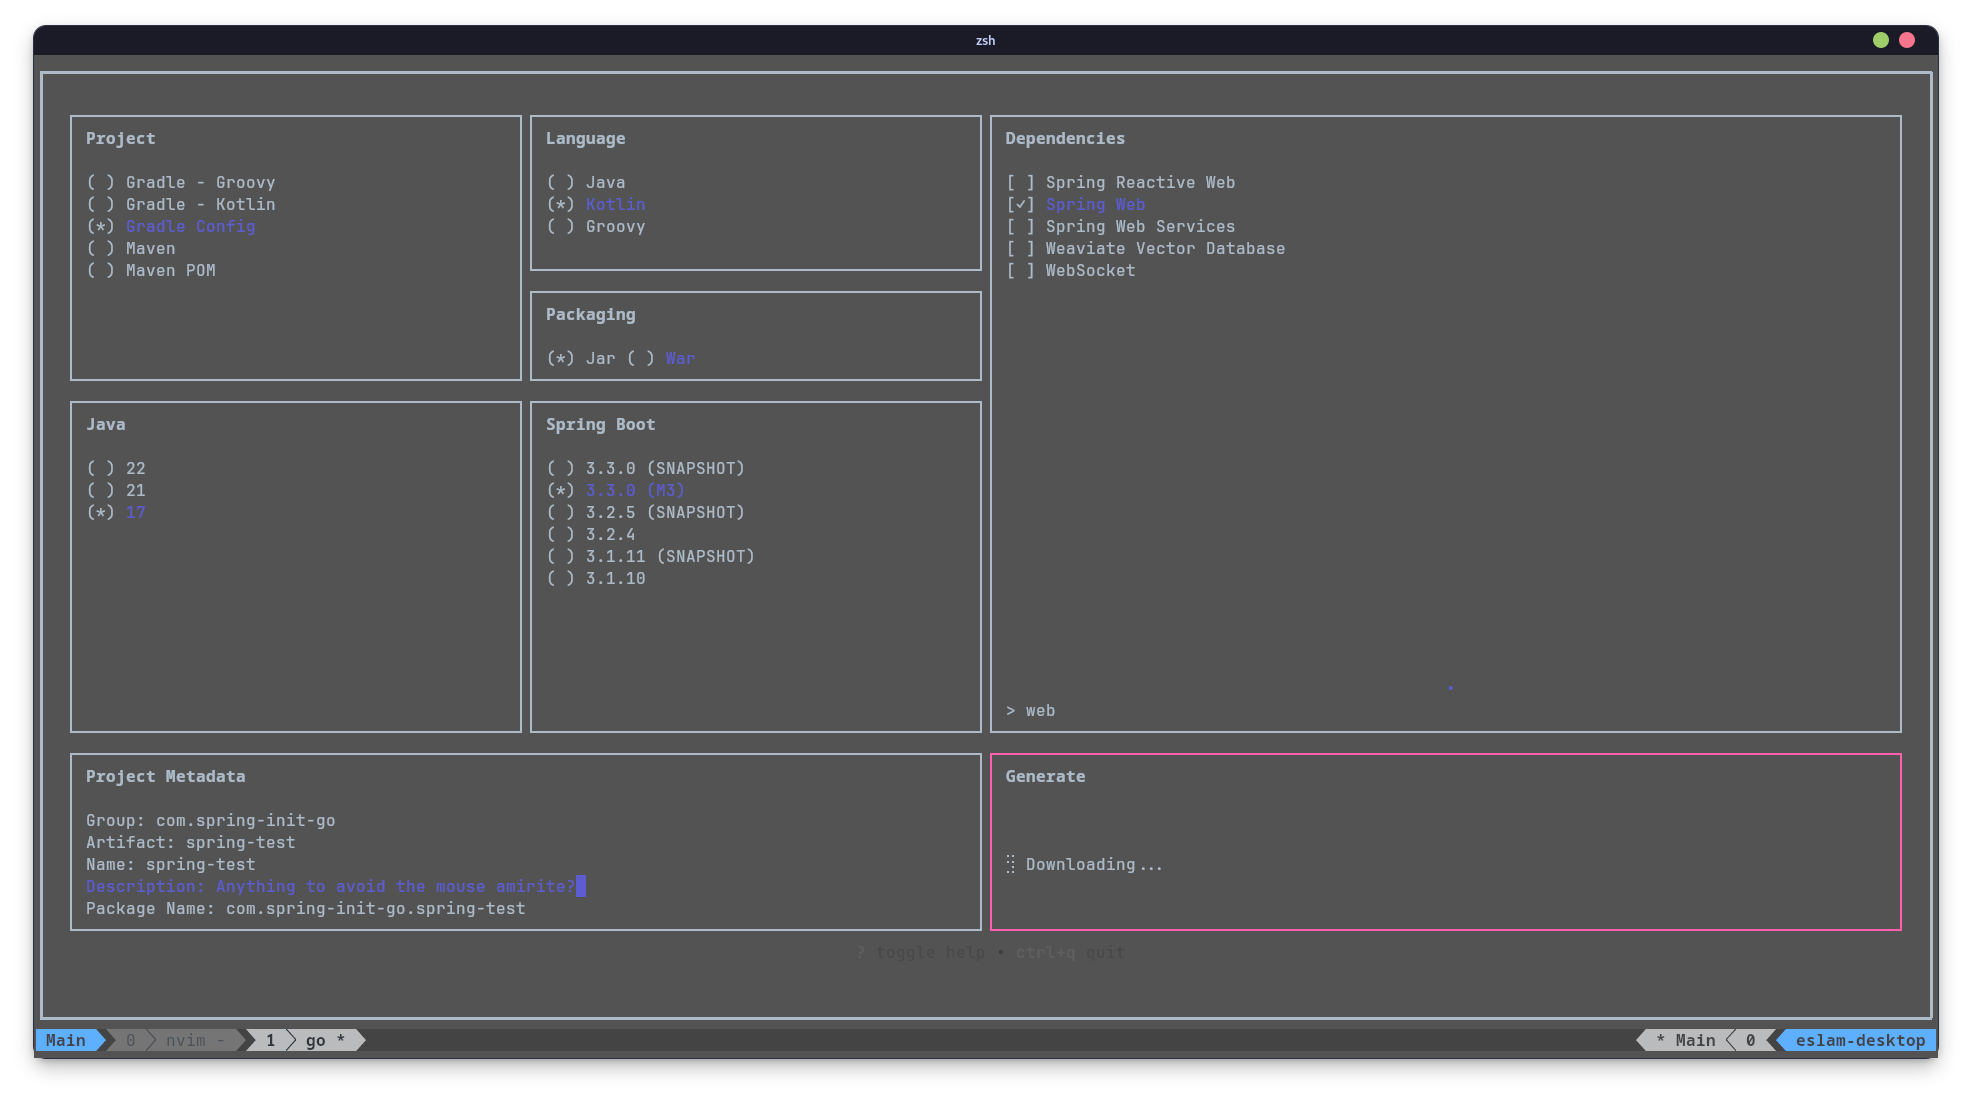 zsh
Project
( ) Gradle - Groovy
( ) Gradle - Kotlin
(*) Gradle Config
( ) Maven
( ) Maven POM
Language
( ) Java
(*) Kotlin
( ) Groovy
Packaging
(*) Jar ( ) War
Dependencies
[ ] Spring Reactive Web
[✓] Spring Web
[ ] Spring Web Services
[ ] Weaviate Vector Database
[ ] WebSocket
> web
Java
( ) 22
( ) 21
(*) 17
Spring Boot
( ) 3.3.0 (SNAPSHOT)
(*) 3.3.0 (M3)
( ) 3.2.5 (SNAPSHOT)
( ) 3.2.4
( ) 3.1.11 (SNAPSHOT)
( ) 3.1.10
Project Metadata
Group: com.spring-init-go
Artifact: spring-test
Name: spring-test
Description: Anything to avoid the mouse amirite?
Package Name: com.spring-init-go.spring-test
Generate
Downloading...
? toggle help • ctrl+q quit
Main 0 nvim - 1 go * * Main 0 eslam-desktop